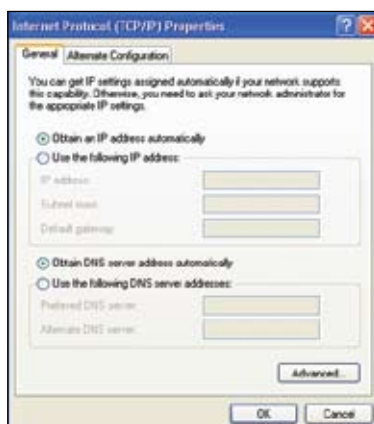 Internet Protocol (TCP/IP) Properties
General
Alternate Configuration
You can get IP settings assigned automatically if your network supports
this capability. Otherwise, you need to ask your network administrator for
the appropriate IP settings.
Obtain an IP address automatically
Use the following IP address:
IP address:
Subnet mask:
Default gateway:
Obtain DNS server address automatically
Use the following DNS server addresses:
Preferred DNS server:
Alternate DNS server:
Advanced...
OK
Cancel